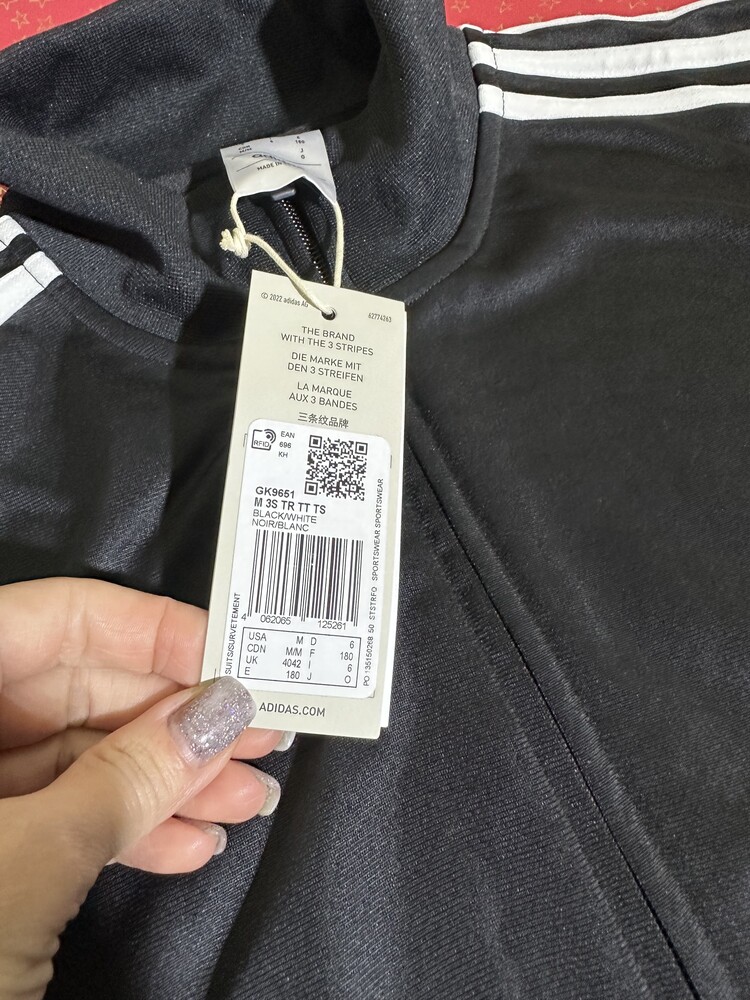 MADE IN
© 2022 adidas AG
62774263
THE BRAND
WITH THE 3 STRIPES
DIE MARKE MIT
DEN 3 STREIFEN
LA MARQUE
AUX 3 BANDES
三条纹品牌
RFID
EAN
696
KH
GK9651
M 3S TR TT TS
BLACK/WHITE
NOIR/BLANC
4 062065 125261
USA M D 6
CDN M/M F 180
UK 4042 I 6
E 180 J O
SUITS/SURVETEMENT
PO 135150268 50 STSTRFO SPORTSWEAR SPORTSWEAR
ADIDAS.COM